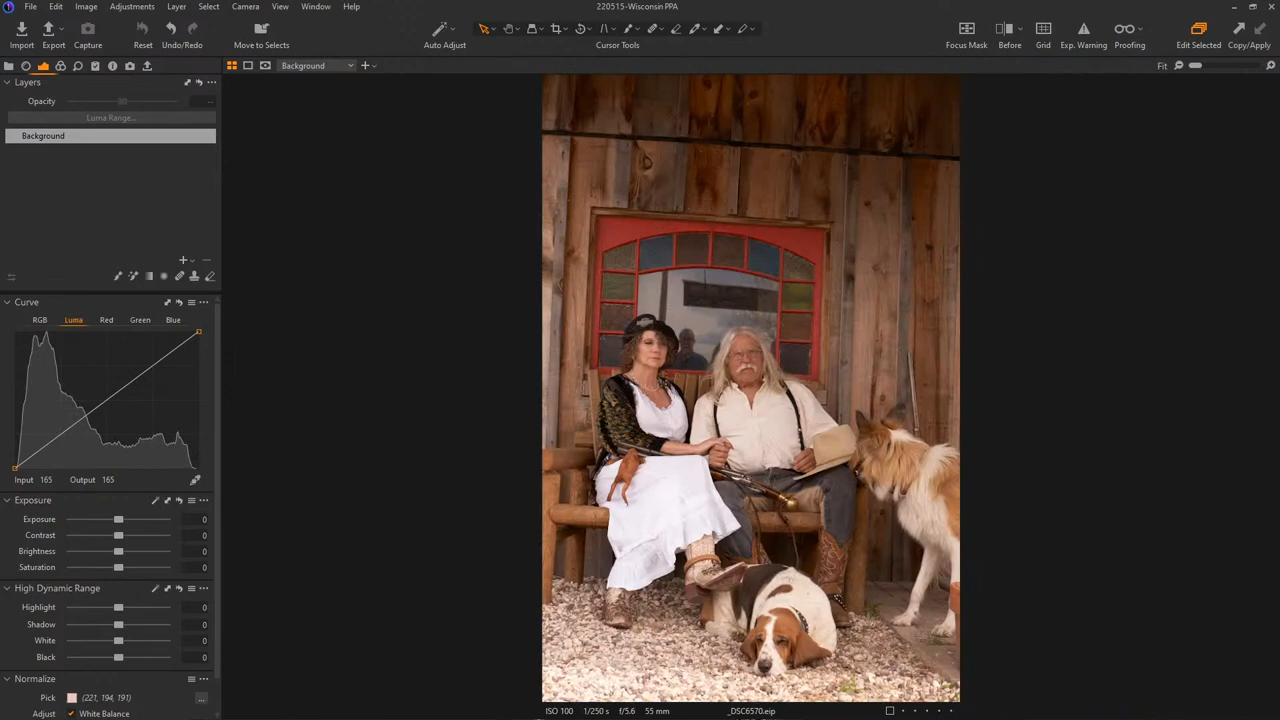 File Edit Image Adjustments Layer Select Camera View Window Help
220515-Wisconsin PPA
Import Export Capture Reset Undo/Redo Move to Selects Auto Adjust Cursor Tools Focus Mask Before Grid Exp. Warning Proofing Edit Selected Copy/Apply
Background
Fit
Layers
Opacity --
Luma Range...
Background
Curve
RGB Luma Red Green Blue
Input 165 Output 165
Exposure
Exposure 0
Contrast 0
Brightness 0
Saturation 0
High Dynamic Range
Highlight 0
Shadow 0
White 0
Black 0
Normalize
Pick (221, 194, 191) ...
Adjust White Balance
ISO 100 1/250 s f/5.6 55 mm _DSC6570.eip